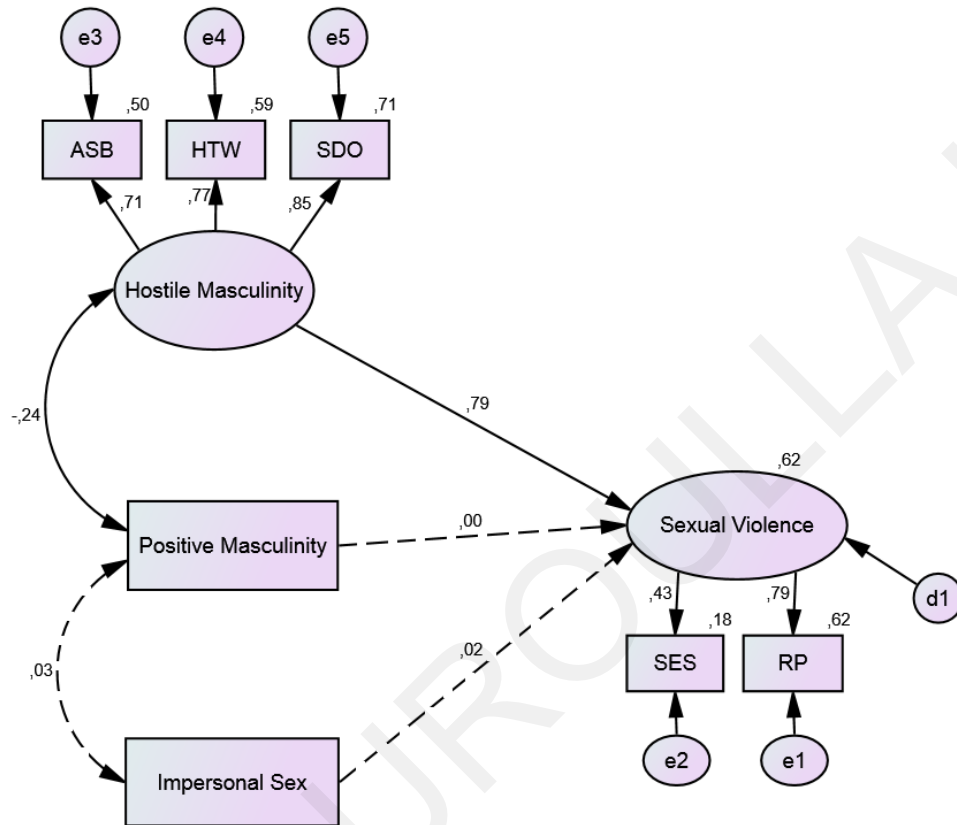 e3
e4
e5
,50
,59
,71
ASB
HTW
SDO
,71
,77
,85
Hostile Masculinity
-,24
,79
,62
Positive Masculinity
,00
Sexual Violence
d1
,43
,79
,18
,62
SES
RP
,03
,02
Impersonal Sex
e2
e1
UROULLA